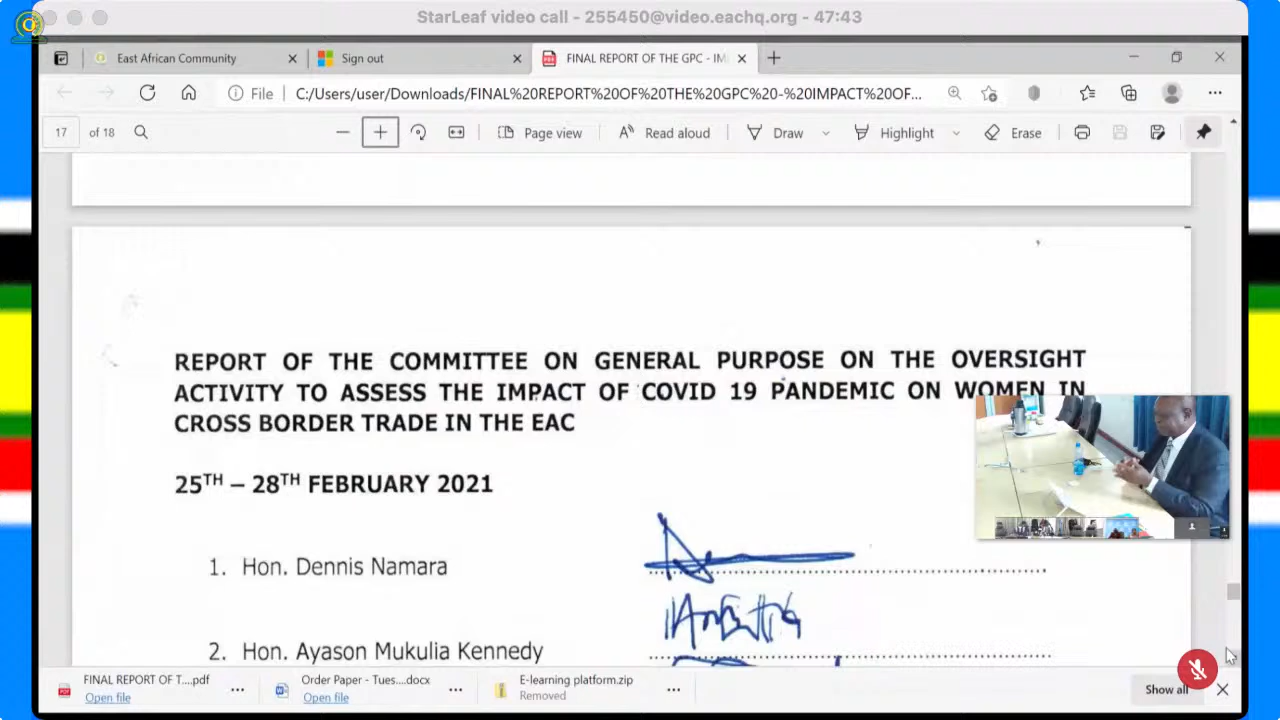 StarLeaf video call - 255450@video.eachq.org - 47:43
East African Community
Sign out
FINAL REPORT OF THE GPC - IM
File
C:/Users/user/Downloads/FINAL%20REPORT%20OF%20THE%20GPC%20-%20IMPACT%20OF...
17 of 18
Page view
Read aloud
Draw
Highlight
Erase
REPORT OF THE COMMITTEE ON GENERAL PURPOSE ON THE OVERSIGHT
ACTIVITY TO ASSESS THE IMPACT OF COVID 19 PANDEMIC ON WOMEN IN
CROSS BORDER TRADE IN THE EAC
25TH – 28TH FEBRUARY 2021
1. Hon. Dennis Namara
2. Hon. Ayason Mukulia Kennedy
FINAL REPORT OF T....pdf
Open file
Order Paper - Tues....docx
Open file
E-learning platform.zip
Removed
Show all